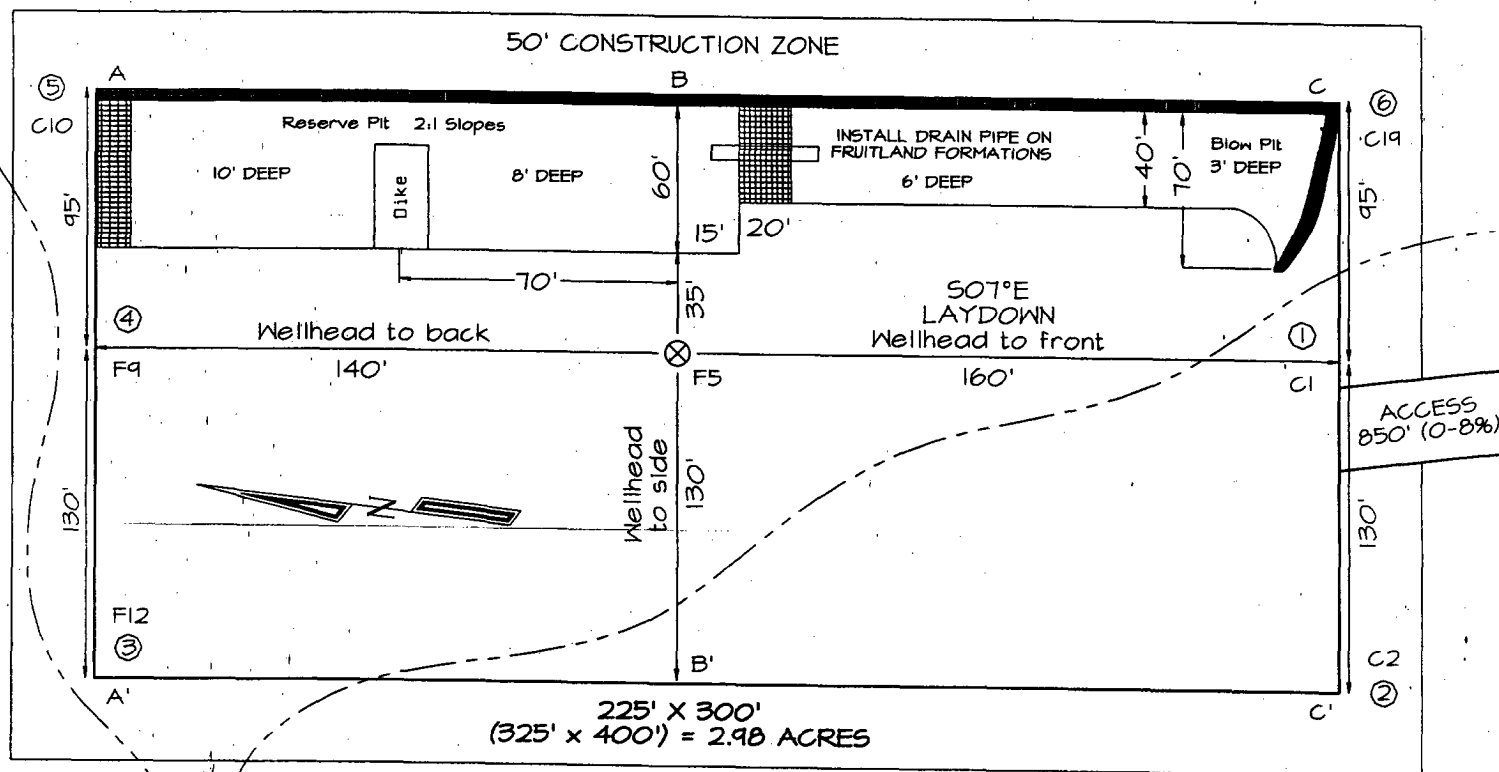 50' CONSTRUCTION ZONE
A
B
C
5
6
C10
C19
Reserve Pit 2:1 Slopes
INSTALL DRAIN PIPE ON
FRUITLAND FORMATIONS
Blow Pit
3' DEEP
10' DEEP
8' DEEP
6' DEEP
Dike
60'
40'
70'
95'
95'
15'
20'
70'
35'
S07°E
LAYDOWN
4
Wellhead to back
Wellhead to front
1
F9
140'
F5
160'
C1
ACCESS
850' (0-8%)
Wellhead
to side
130'
130'
130'
N
F12
3
A'
B'
C2
2
C'
225' X 300'
(325' x 400') = 2.98 ACRES